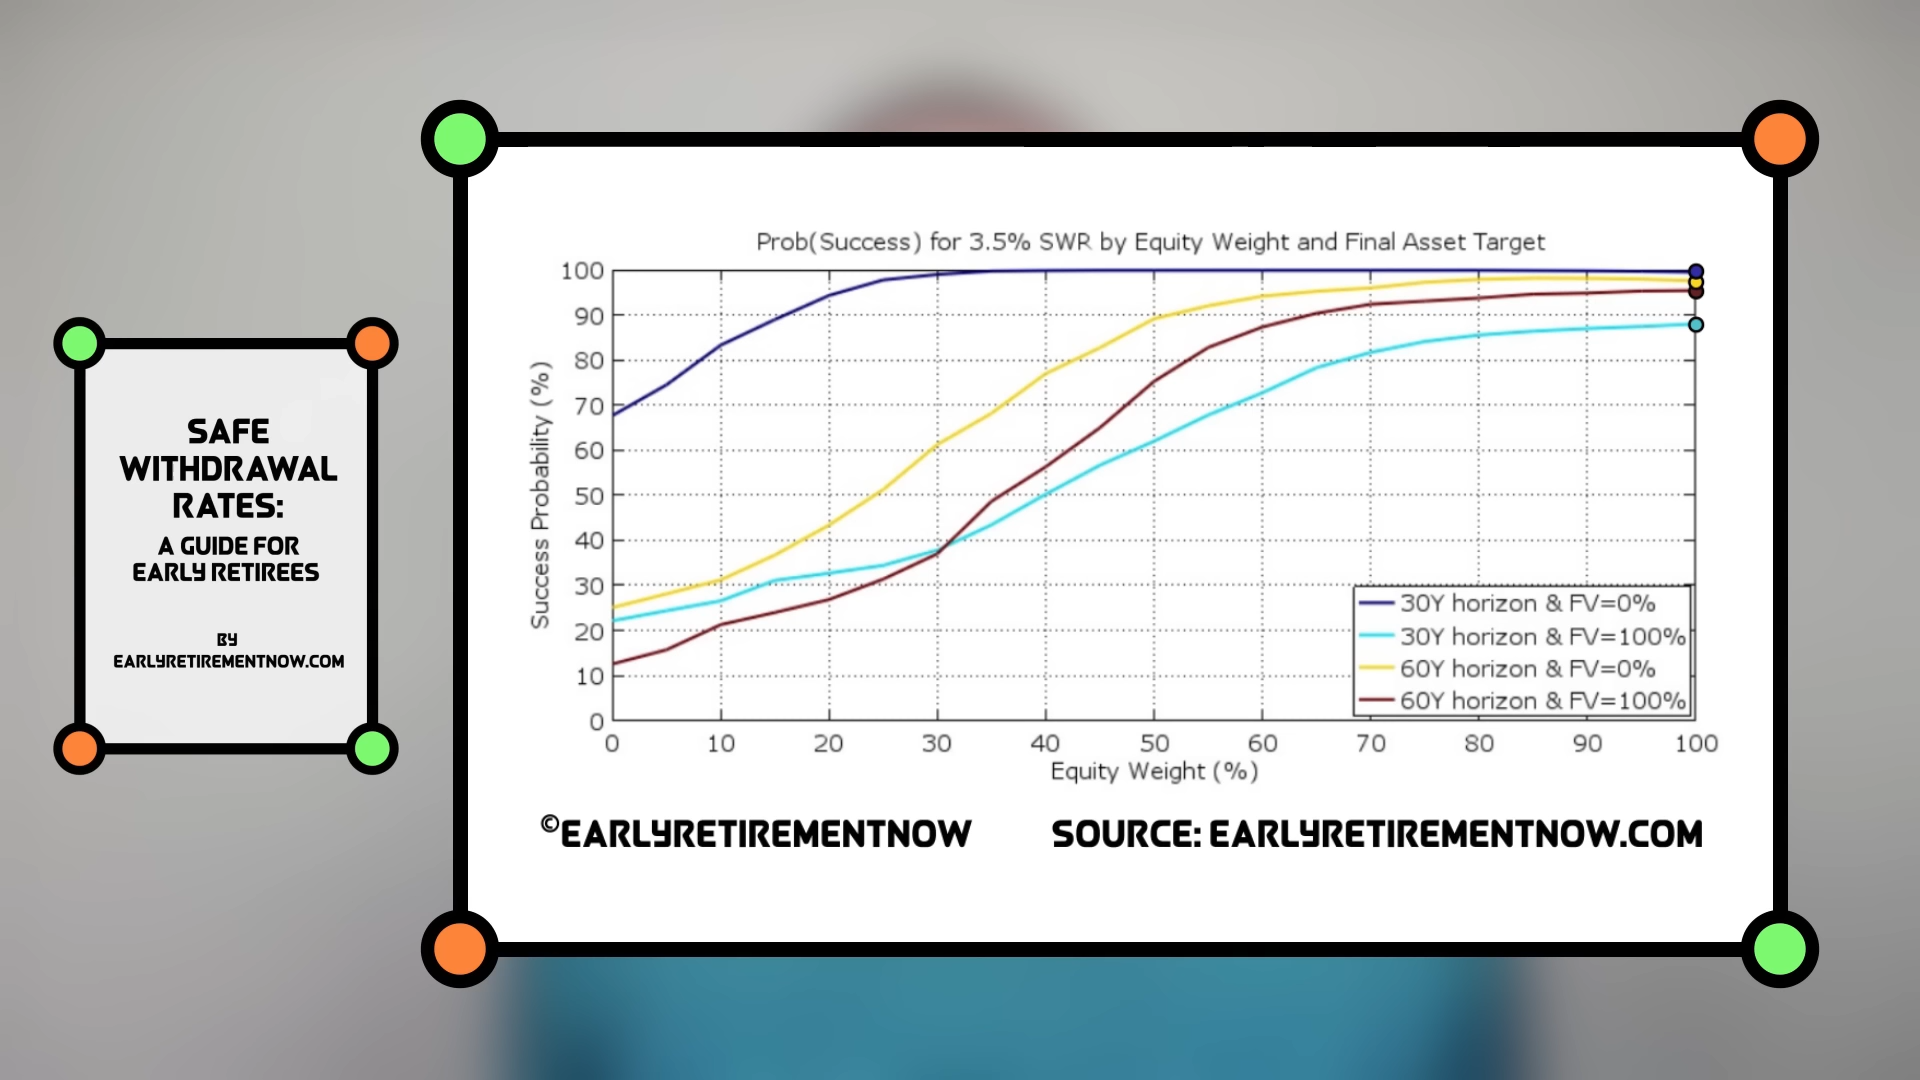 SAFE
WITHDRAWAL
RATES:
A GUIDE FOR
EARLY RETIREES
BY
EARLYRETIREMENTNOW.COM
Prob(Success) for 3.5% SWR by Equity Weight and Final Asset Target
Success Probability (%)
100
90
80
70
60
50
40
30
20
10
0
30Y horizon & FV=0%
30Y horizon & FV=100%
60Y horizon & FV=0%
60Y horizon & FV=100%
0 10 20 30 40 50 60 70 80 90 100
Equity Weight (%)
©EARLYRETIREMENTNOW SOURCE: EARLYRETIREMENTNOW.COM